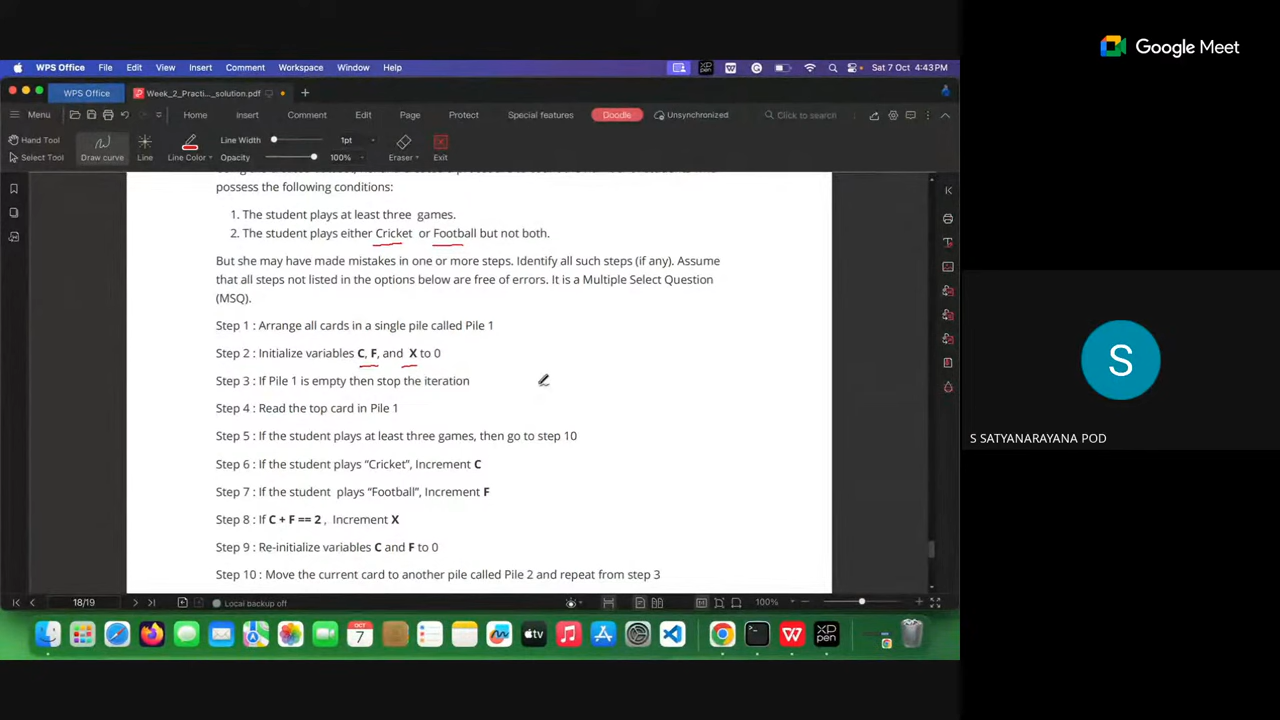 Google Meet
WPS Office File Edit View Insert Comment Workspace Window Help Sat 7 Oct 4:43 PM
WPS Office Week_2_Practi..._solution.pdf
Menu Home Insert Comment Edit Page Protect Special features Doodle Unsynchronized Click to search
Hand Tool
Select Tool
Draw curve Line Line Color Line Width 1pt Eraser Exit
Opacity 100%
possess the following conditions:
1. The student plays at least three games.
2. The student plays either Cricket or Football but not both.
But she may have made mistakes in one or more steps. Identify all such steps (if any). Assume
that all steps not listed in the options below are free of errors. It is a Multiple Select Question
(MSQ).
Step 1 : Arrange all cards in a single pile called Pile 1
Step 2 : Initialize variables C, F, and X to 0
Step 3 : If Pile 1 is empty then stop the iteration
Step 4 : Read the top card in Pile 1
Step 5 : If the student plays at least three games, then go to step 10
Step 6 : If the student plays “Cricket”, Increment C
Step 7 : If the student plays “Football”, Increment F
Step 8 : If C + F == 2 , Increment X
Step 9 : Re-initialize variables C and F to 0
Step 10 : Move the current card to another pile called Pile 2 and repeat from step 3
18/19 Local backup off 100%
S
S SATYANARAYANA POD